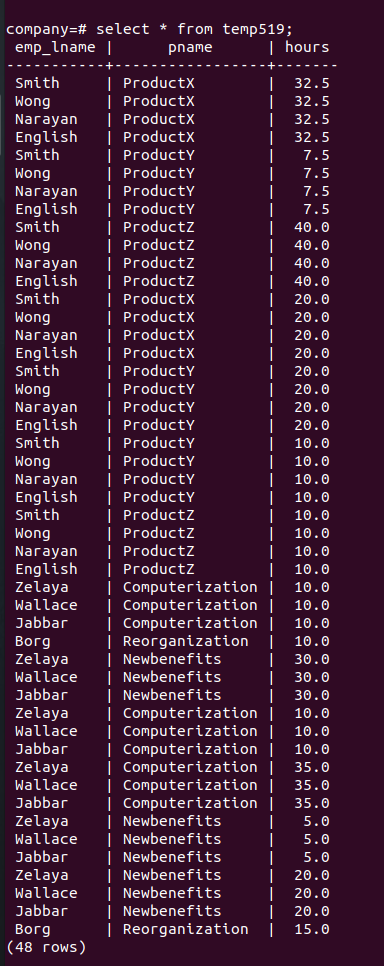 company=# select * from temp519;
 emp_lname |      pname      | hours
-----------+-----------------+-------
 Smith     | ProductX        |  32.5
 Wong      | ProductX        |  32.5
 Narayan   | ProductX        |  32.5
 English   | ProductX        |  32.5
 Smith     | ProductY        |   7.5
 Wong      | ProductY        |   7.5
 Narayan   | ProductY        |   7.5
 English   | ProductY        |   7.5
 Smith     | ProductZ        |  40.0
 Wong      | ProductZ        |  40.0
 Narayan   | ProductZ        |  40.0
 English   | ProductZ        |  40.0
 Smith     | ProductX        |  20.0
 Wong      | ProductX        |  20.0
 Narayan   | ProductX        |  20.0
 English   | ProductX        |  20.0
 Smith     | ProductY        |  20.0
 Wong      | ProductY        |  20.0
 Narayan   | ProductY        |  20.0
 English   | ProductY        |  20.0
 Smith     | ProductY        |  10.0
 Wong      | ProductY        |  10.0
 Narayan   | ProductY        |  10.0
 English   | ProductY        |  10.0
 Smith     | ProductZ        |  10.0
 Wong      | ProductZ        |  10.0
 Narayan   | ProductZ        |  10.0
 English   | ProductZ        |  10.0
 Zelaya    | Computerization |  10.0
 Wallace   | Computerization |  10.0
 Jabbar    | Computerization |  10.0
 Borg      | Reorganization  |  10.0
 Zelaya    | Newbenefits     |  30.0
 Wallace   | Newbenefits     |  30.0
 Jabbar    | Newbenefits     |  30.0
 Zelaya    | Computerization |  10.0
 Wallace   | Computerization |  10.0
 Jabbar    | Computerization |  10.0
 Zelaya    | Computerization |  35.0
 Wallace   | Computerization |  35.0
 Jabbar    | Computerization |  35.0
 Zelaya    | Newbenefits     |   5.0
 Wallace   | Newbenefits     |   5.0
 Jabbar    | Newbenefits     |   5.0
 Zelaya    | Newbenefits     |  20.0
 Wallace   | Newbenefits     |  20.0
 Jabbar    | Newbenefits     |  20.0
 Borg      | Reorganization  |  15.0
(48 rows)